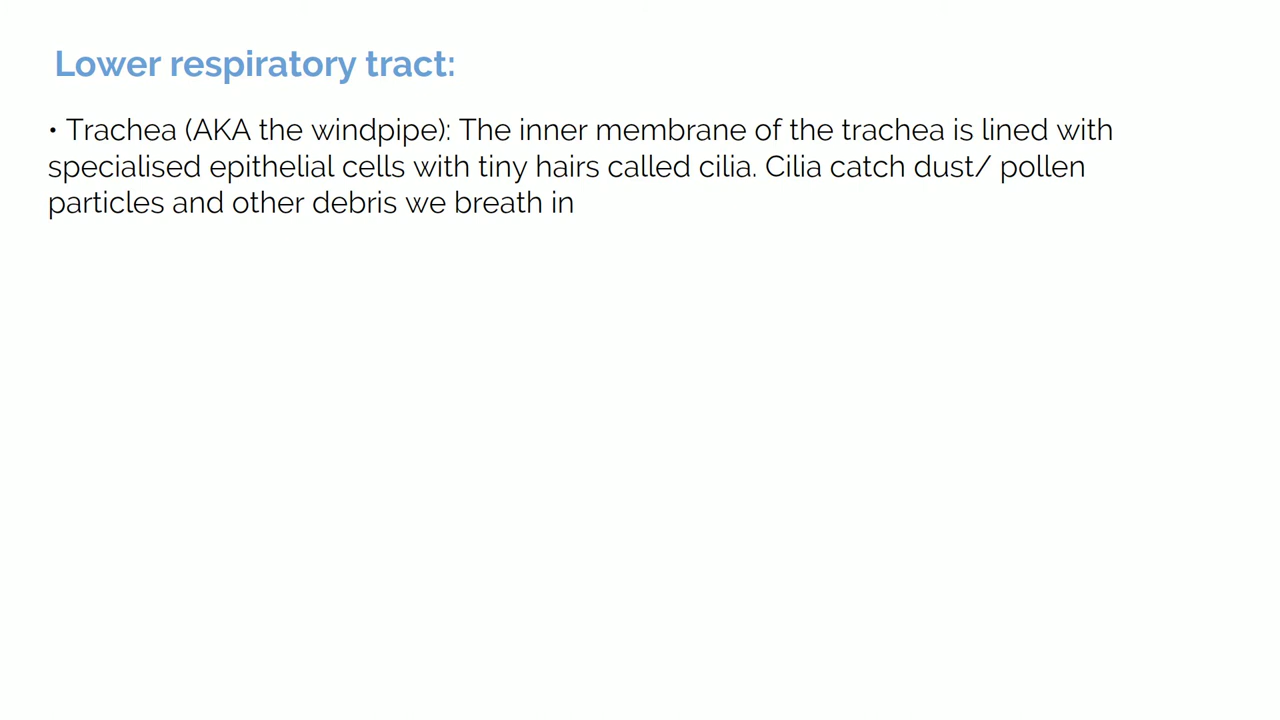 Lower respiratory tract:
• Trachea (AKA the windpipe): The inner membrane of the trachea is lined with
specialised epithelial cells with tiny hairs called cilia. Cilia catch dust/ pollen
particles and other debris we breath in